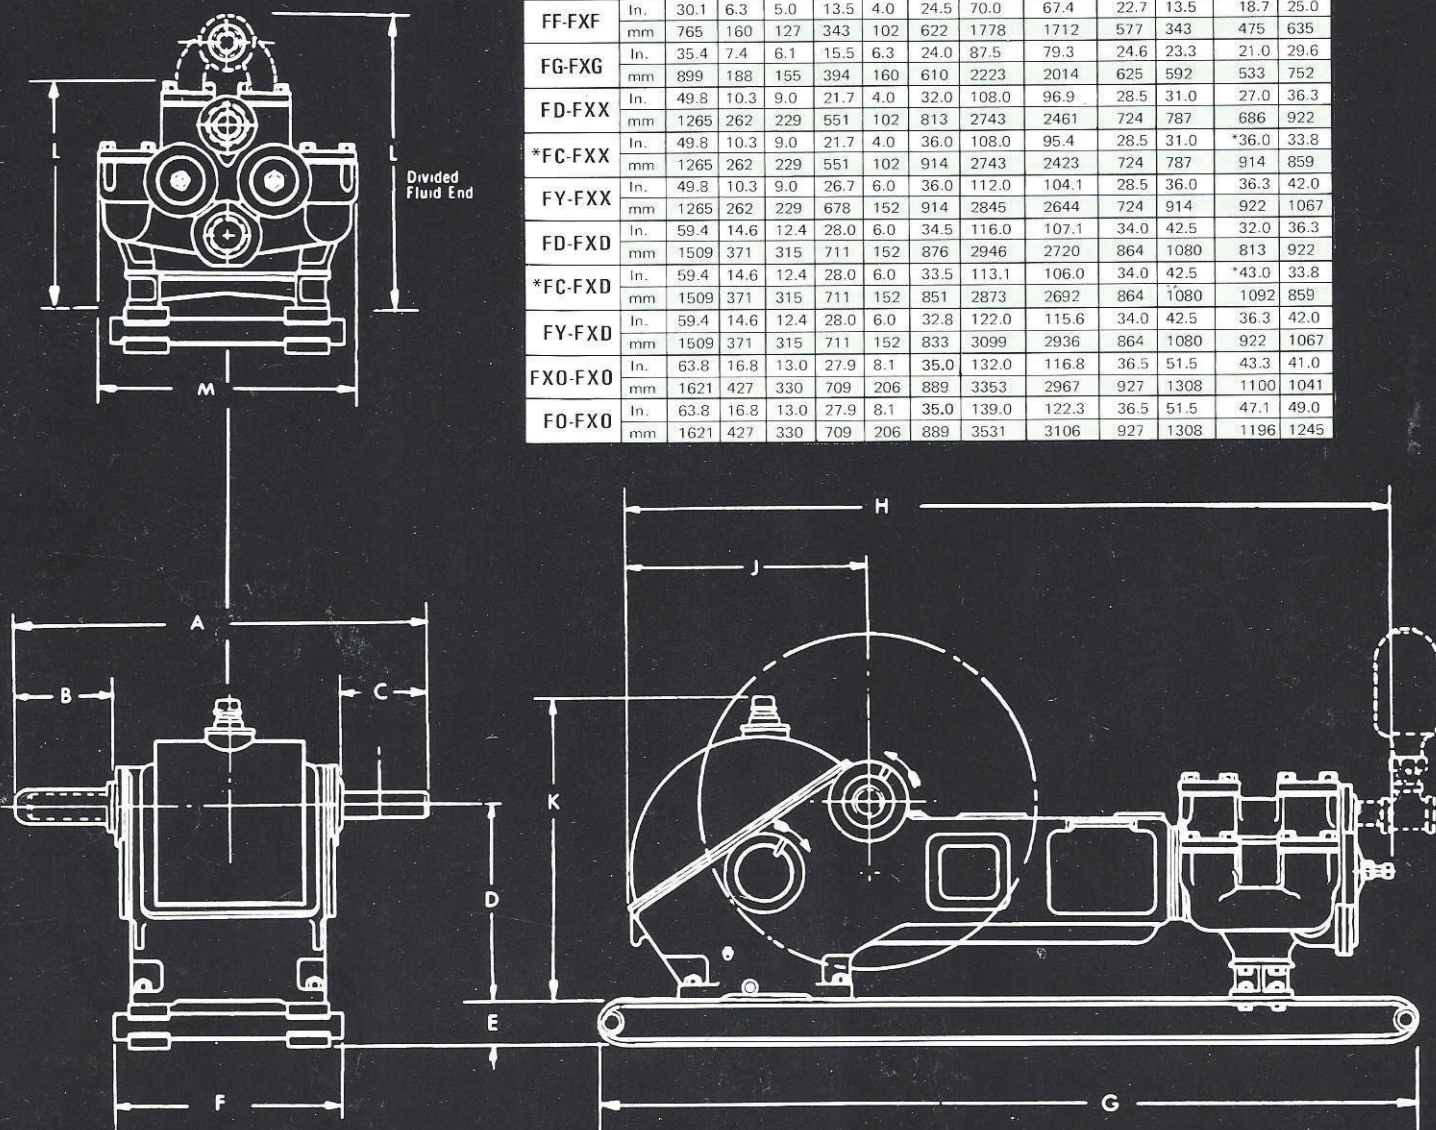 FF-FXF In. 30.1 6.3 5.0 13.5 4.0 24.5 70.0 67.4 22.7 13.5 18.7 25.0
mm 765 160 127 343 102 622 1778 1712 577 343 475 635
FG-FXG In. 35.4 7.4 6.1 15.5 6.3 24.0 87.5 79.3 24.6 23.3 21.0 29.6
mm 899 188 155 394 160 610 2223 2014 625 592 533 752
FD-FXX In. 49.8 10.3 9.0 21.7 4.0 32.0 108.0 96.9 28.5 31.0 27.0 36.3
mm 1265 262 229 551 102 813 2743 2461 724 787 686 922
*FC-FXX In. 49.8 10.3 9.0 21.7 4.0 36.0 108.0 95.4 28.5 31.0 *36.0 33.8
mm 1265 262 229 551 102 914 2743 2423 724 787 914 859
FY-FXX In. 49.8 10.3 9.0 26.7 6.0 36.0 112.0 104.1 28.5 36.0 36.3 42.0
mm 1265 262 229 678 152 914 2845 2644 724 914 922 1067
FD-FXD In. 59.4 14.6 12.4 28.0 6.0 34.5 116.0 107.1 34.0 42.5 32.0 36.3
mm 1509 371 315 711 152 876 2946 2720 864 1080 813 922
*FC-FXD In. 59.4 14.6 12.4 28.0 6.0 33.5 113.1 106.0 34.0 42.5 *43.0 33.8
mm 1509 371 315 711 152 851 2873 2692 864 1080 1092 859
FY-FXD In. 59.4 14.6 12.4 28.0 6.0 32.8 122.0 115.6 34.0 42.5 36.3 42.0
mm 1509 371 315 711 152 833 3099 2936 864 1080 922 1067
FXO-FXO In. 63.8 16.8 13.0 27.9 8.1 35.0 132.0 116.8 36.5 51.5 43.3 41.0
mm 1621 427 330 709 206 889 3353 2967 927 1308 1100 1041
FO-FXO In. 63.8 16.8 13.0 27.9 8.1 35.0 139.0 122.3 36.5 51.5 47.1 49.0
mm 1621 427 330 709 206 889 3531 3106 927 1308 1196 1245
L
L
Divided
Fluid End
M
H
J
A
B
C
K
D
E
F
G